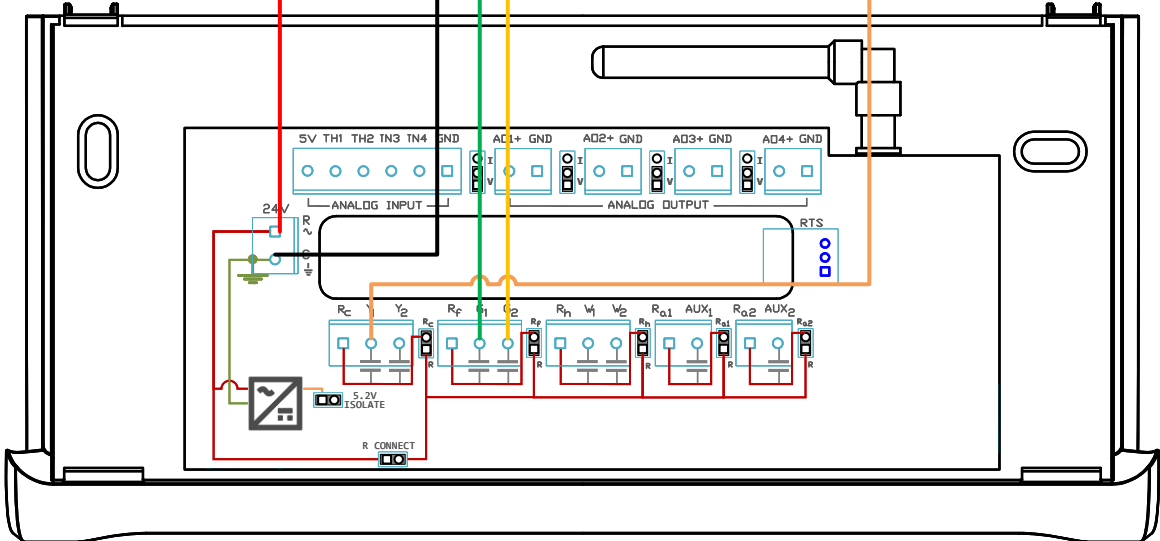 5V TH1 TH2 IN3 IN4 GND AO1+ GND AO2+ GND AO3+ GND AO4+ GND
I I I I
V V V V
ANALOG INPUT ANALOG OUTPUT
24V R RTS
~
Rc Y1 Y2 Rf G1 G2 Rh W1 W2 Ra1 AUX1 Ra2 AUX2
Rc Rf Rh Ra1 Ra2
R R R R R
5.2V
ISOLATE
R CONNECT